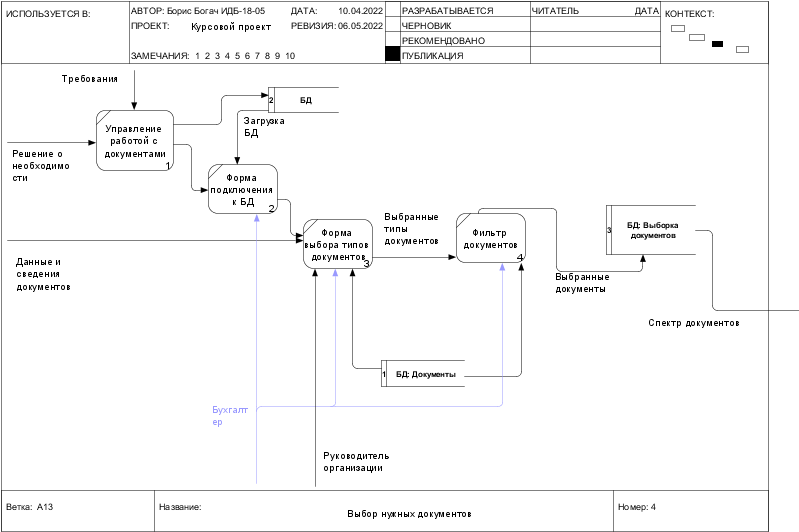 ИСПОЛЬЗУЕТСЯ В:
АВТОР: Борис Богач ИДБ-18-05
ДАТА: 10.04.2022
ПРОЕКТ: Курсовой проект
РЕВИЗИЯ: 06.05.2022
ЗАМЕЧАНИЯ: 1 2 3 4 5 6 7 8 9 10
РАЗРАБАТЫВАЕТСЯ
ЧЕРНОВИК
РЕКОМЕНДОВАНО
ПУБЛИКАЦИЯ
ЧИТАТЕЛЬ
ДАТА
КОНТЕКСТ:
Требования
2
БД
Управление
работой с
документами
1
Загрузка
БД
Решение о
необходимо
сти
Форма
подключения
к БД
2
Выбранные
типы
документов
Форма
выбора типов
документов
3
Фильтр
документов
4
3
БД: Выборка
документов
Данные и
сведения
документов
Выбранные
документы
Спектр документов
1
БД: Документы
Бухгалт
ер
Руководитель
организации
Ветка: A13
Название:
Выбор нужных документов
Номер: 4